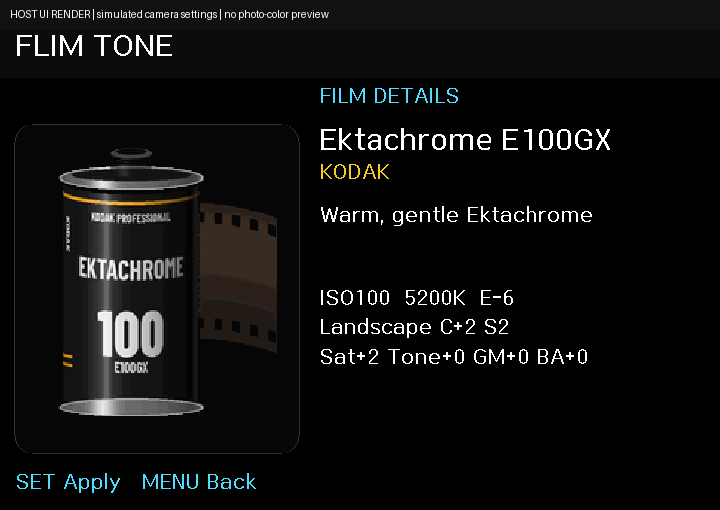 HOST UI RENDER | simulated camera settings | no photo-color preview
FLIM TONE
FILM DETAILS
Ektachrome E100GX
KODAK
Warm, gentle Ektachrome
ISO100 5200K E-6
Landscape C+2 S2
Sat+2 Tone+0 GM+0 BA+0
KODAK PROFESSIONAL
KODAK
EKTACHROME
100
E100GX
SET Apply MENU Back